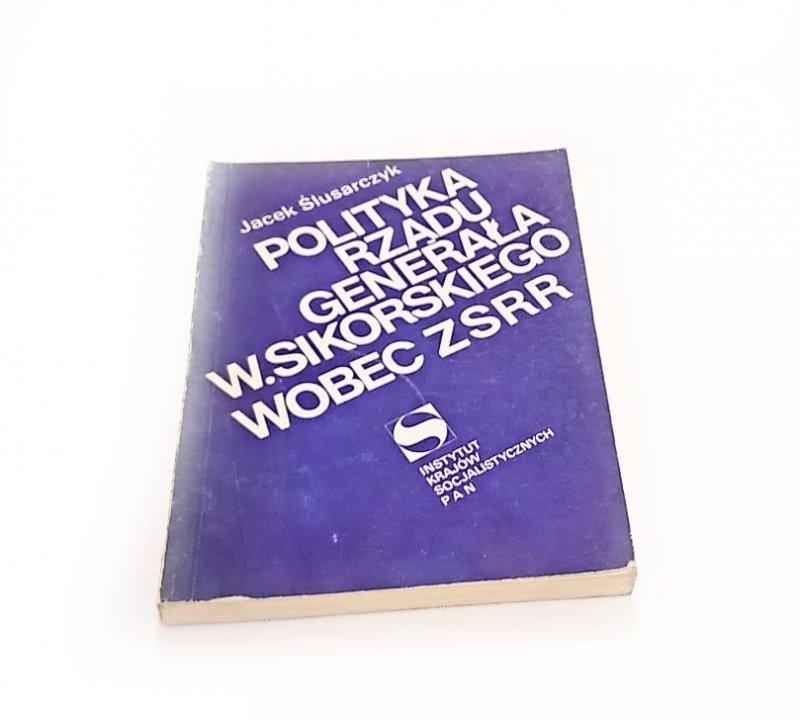 Jacek Ślusarczyk
POLITYKA
RZĄDU
GENERAŁA
W.SIKORSKIEGO
WOBEC ZSRR
S
INSTYTUT
KRAJÓW
SOCJALISTYCZNYCH
PAN